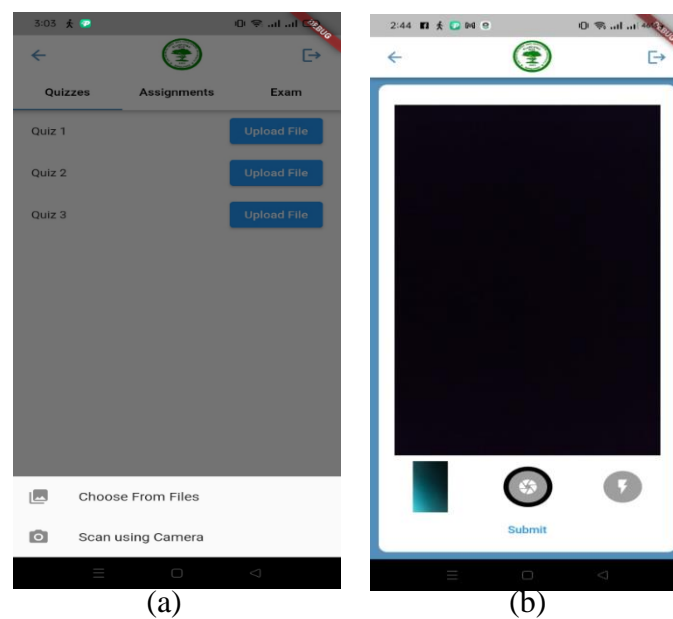 3:03
DEBUG
Quizzes Assignments Exam
Quiz 1 Upload File
Quiz 2 Upload File
Quiz 3 Upload File
Choose From Files
Scan using Camera
(a)
2:44
Submit
(b)